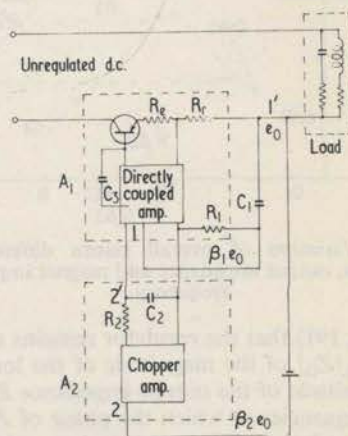 Unregulated d.c.
Load
Rₑ
Rᵣ
1′
e₀
A₁
C₃
Directly coupled amp.
1
R₁
C₁
β₁e₀
2′
C₂
R₂
A₂
Chopper amp.
2
β₂e₀